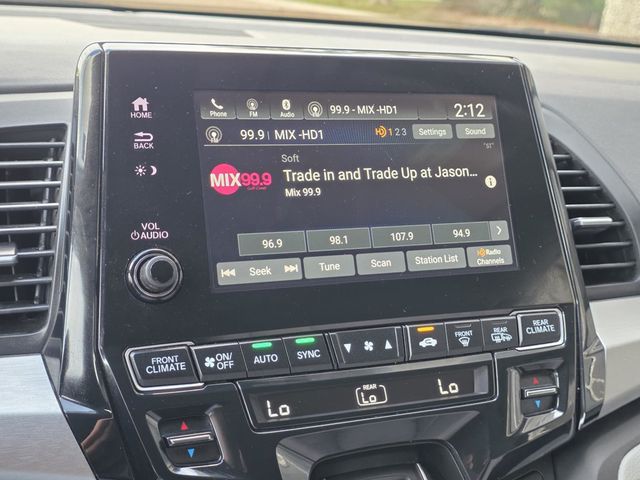 Phone FM Audio 99.9 - MIX -HD1 2:12
99.9 | MIX -HD1 HD 1 2 3 Settings Sound
Soft
Trade in and Trade Up at Jason...
Mix 99.9
MIX 99.9
96.9 98.1 107.9 94.9 >
Seek Tune Scan Station List HD Radio Channels
HOME
BACK
VOL
AUDIO
FRONT CLIMATE
ON/OFF
AUTO
SYNC
FRONT
REAR
REAR CLIMATE
Lo
REAR
Lo
Lo